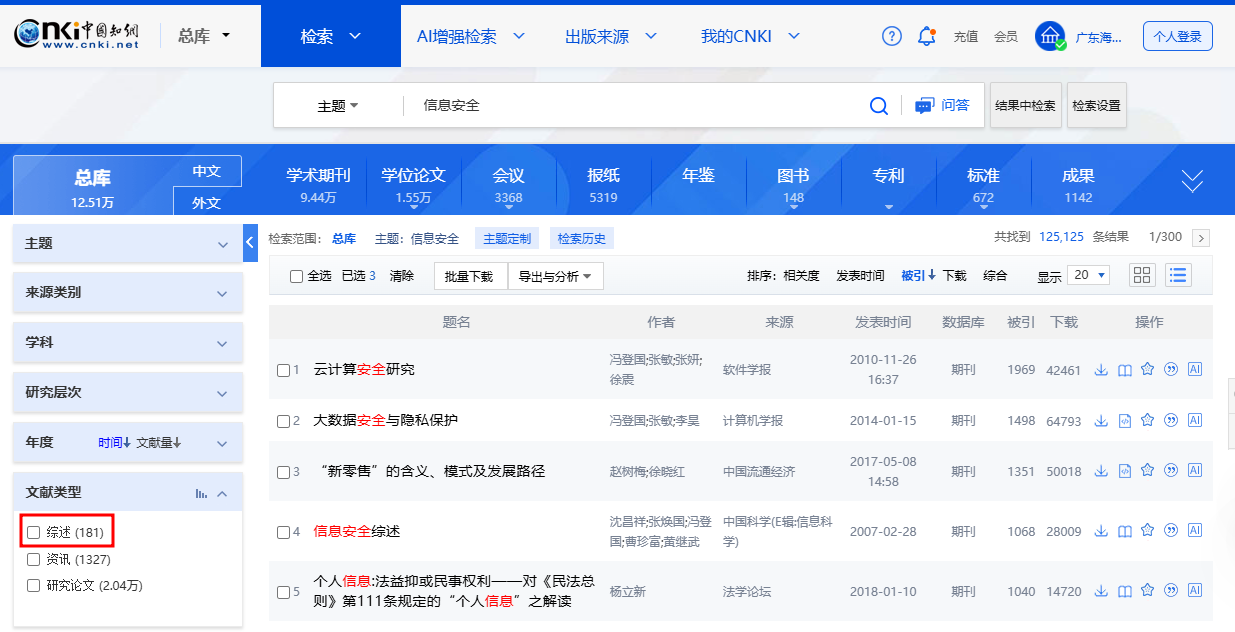 cnki中国知网
www.cnki.net
总库 检索 AI增强检索 出版来源 我的CNKI 充值 会员 广东海... 个人登录
主题 信息安全 问答 结果中检索 检索设置
总库 12.51万 中文 外文
学术期刊 9.44万
学位论文 1.55万
会议 3368
报纸 5319
年鉴
图书 148
专利
标准 672
成果 1142
主题
来源类别
学科
研究层次
年度 时间↓ 文献量↓
文献类型
综述 (181)
资讯 (1327)
研究论文 (2.04万)
检索范围: 总库 主题: 信息安全 主题定制 检索历史 共找到 125,125 条结果 1/300
全选 已选 3 清除 批量下载 导出与分析 排序: 相关度 发表时间 被引↓ 下载 综合 显示 20
题名 作者 来源 发表时间 数据库 被引 下载 操作
1 云计算安全研究 冯登国;张敏;张妍;徐震 软件学报 2010-11-26 16:37 期刊 1969 42461 AI
2 大数据安全与隐私保护 冯登国;张敏;李昊 计算机学报 2014-01-15 期刊 1498 64793 AI
3 “新零售”的含义、模式及发展路径 赵树梅;徐晓红 中国流通经济 2017-05-08 14:58 期刊 1351 50018 AI
4 信息安全综述 沈昌祥;张焕国;冯登国;曹珍富;黄继武 中国科学(E辑:信息科学) 2007-02-28 期刊 1068 28009 AI
5 个人信息:法益抑或民事权利——对《民法总则》第111条规定的“个人信息”之解读 杨立新 法学论坛 2018-01-10 期刊 1040 14720 AI